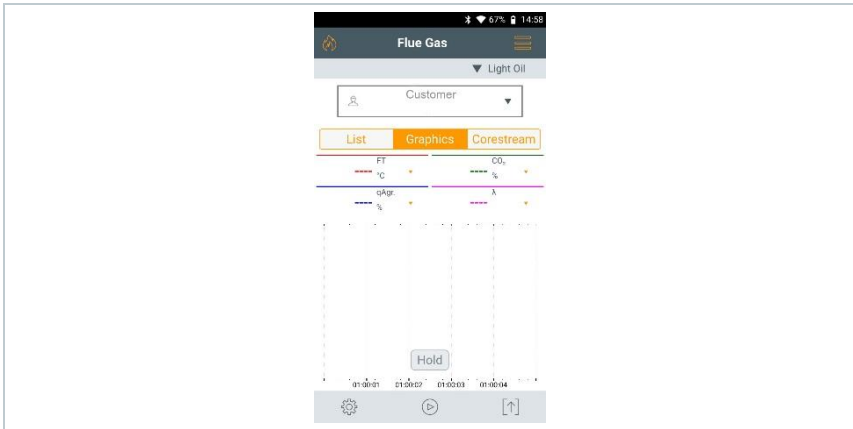 67% 14:58
Flue Gas
Light Oil
Customer
List Graphics Corestream
FT CO₂
---- °C ---- %
qAgr. λ
---- % ----
Hold
01:00:01 01:00:02 01:00:03 01:00:04